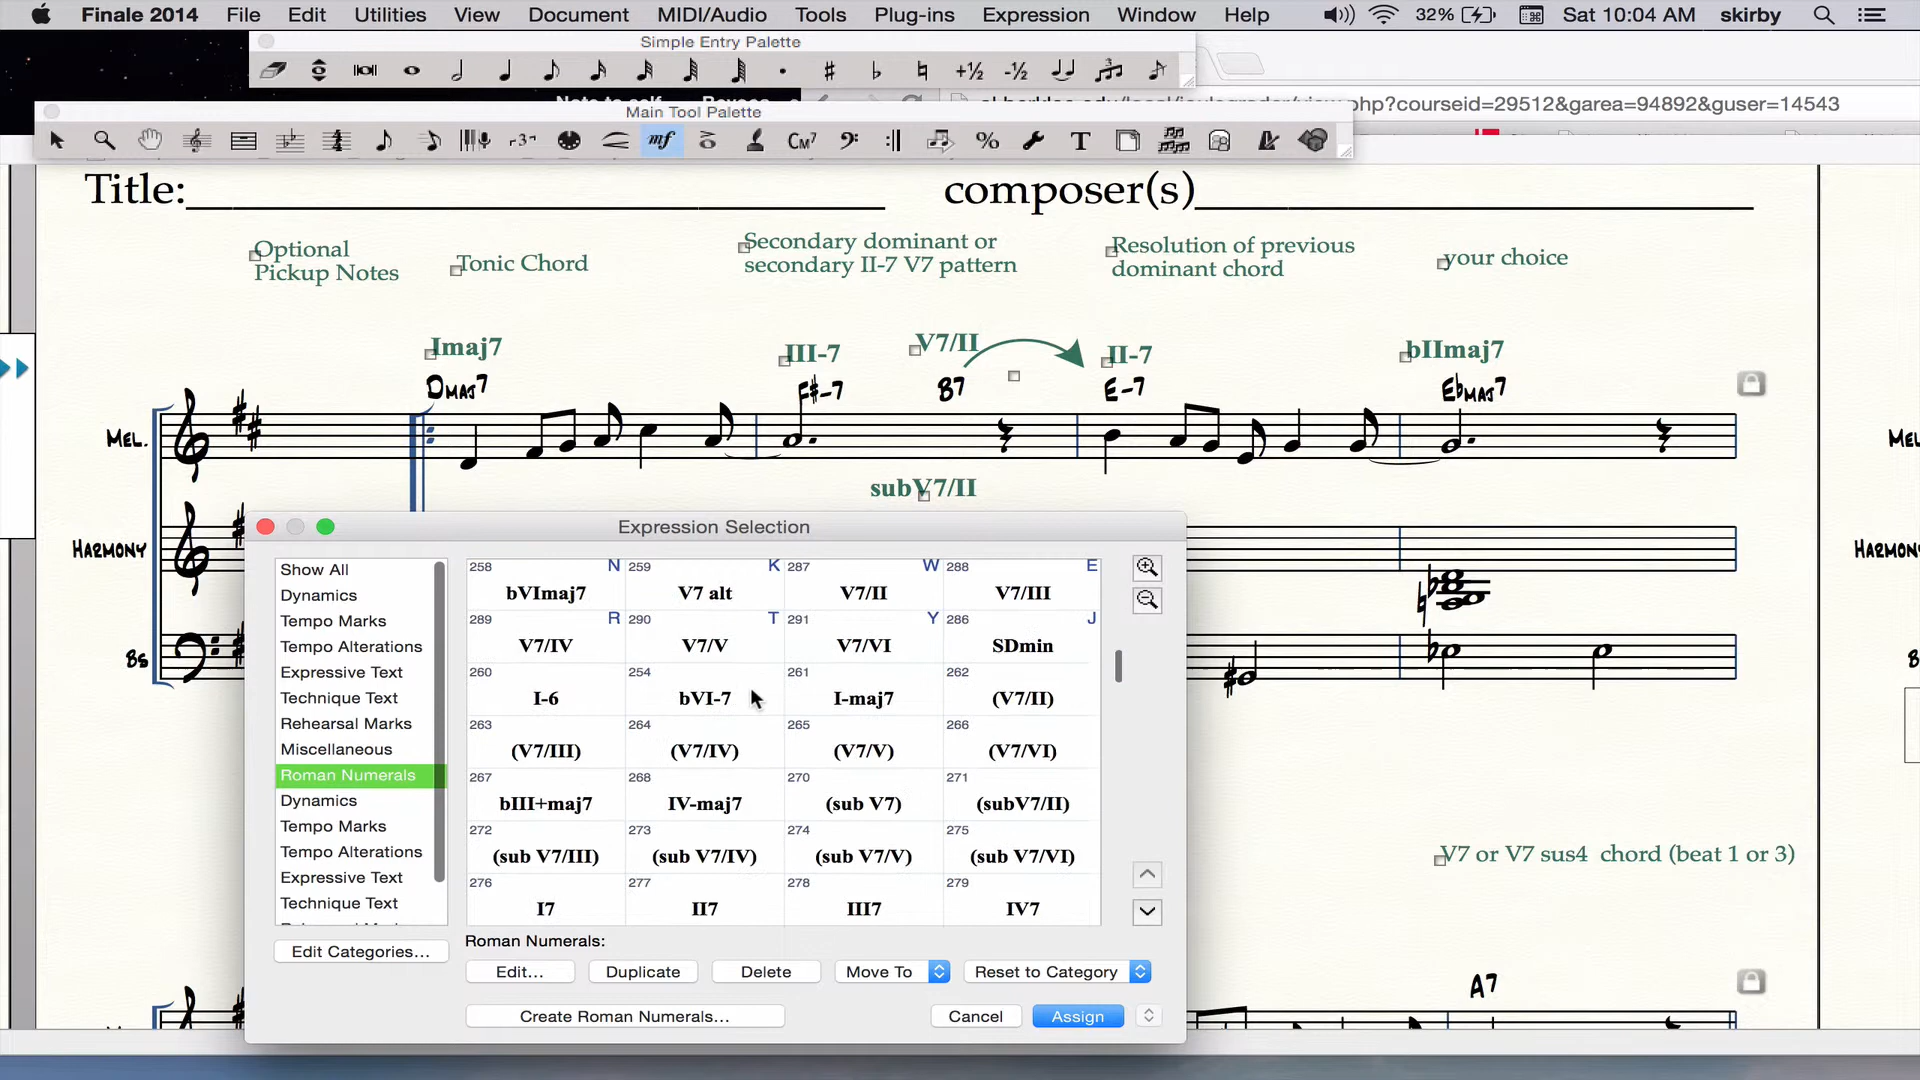 Finale 2014 File Edit Utilities View Document MIDI/Audio Tools Plug-ins Expression Window Help 32% Sat 10:04 AM skirby
Simple Entry Palette
+½ -½
php?courseid=29512&garea=94892&guser=14543
Main Tool Palette
3 mf CM7 % T
Title: composer(s)
Optional
Pickup Notes
Tonic Chord
Secondary dominant or
secondary II-7 V7 pattern
Resolution of previous
dominant chord
your choice
Imaj7 III-7 V7/II II-7 bIImaj7
DMAJ7 F#-7 B7 E-7 EbMAJ7
MEL.
subV7/II
HARMONY
BS
MEL
HARMONY
B
Expression Selection
Show All
Dynamics
Tempo Marks
Tempo Alterations
Expressive Text
Technique Text
Rehearsal Marks
Miscellaneous
Roman Numerals
Dynamics
Tempo Marks
Tempo Alterations
Expressive Text
Technique Text
Edit Categories...
258 N 259 K 287 W 288 E
bVImaj7 V7 alt V7/II V7/III
289 R 290 T 291 Y 286 J
V7/IV V7/V V7/VI SDmin
260 254 261 262
I-6 bVI-7 I-maj7 (V7/II)
263 264 265 266
(V7/III) (V7/IV) (V7/V) (V7/VI)
267 268 270 271
bIII+maj7 IV-maj7 (sub V7) (subV7/II)
272 273 274 275
(sub V7/III) (sub V7/IV) (sub V7/V) (sub V7/VI)
276 277 278 279
I7 II7 III7 IV7
Roman Numerals:
Edit... Duplicate Delete Move To Reset to Category
Create Roman Numerals... Cancel Assign
V7 or V7 sus4 chord (beat 1 or 3)
A7